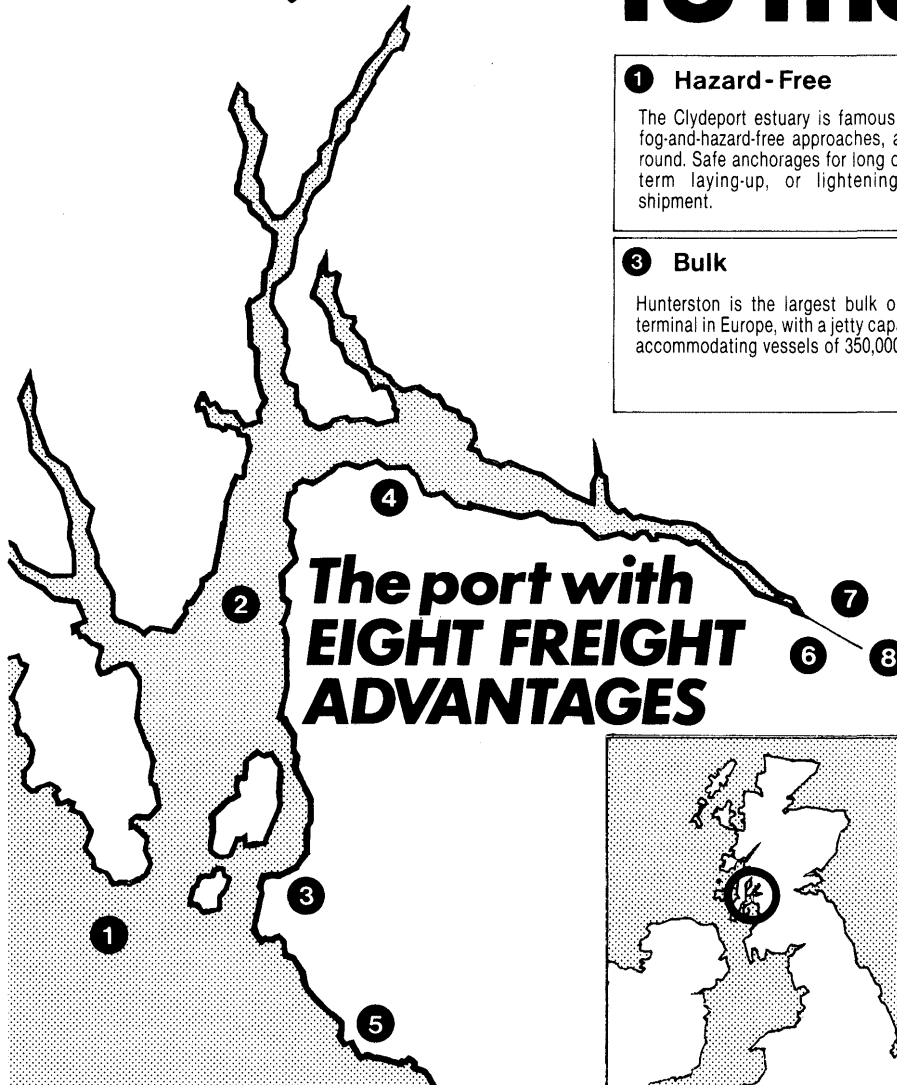 1 Hazard-Free
The Clydeport estuary is famous
fog-and-hazard-free approaches,
round. Safe anchorages for long
term laying-up, or lightening
shipment.
3 Bulk
Hunterston is the largest bulk
terminal in Europe, with a jetty
accommodating vessels of 350,000
4
2
The port with
EIGHT FREIGHT
ADVANTAGES
7
6
8
3
1
5